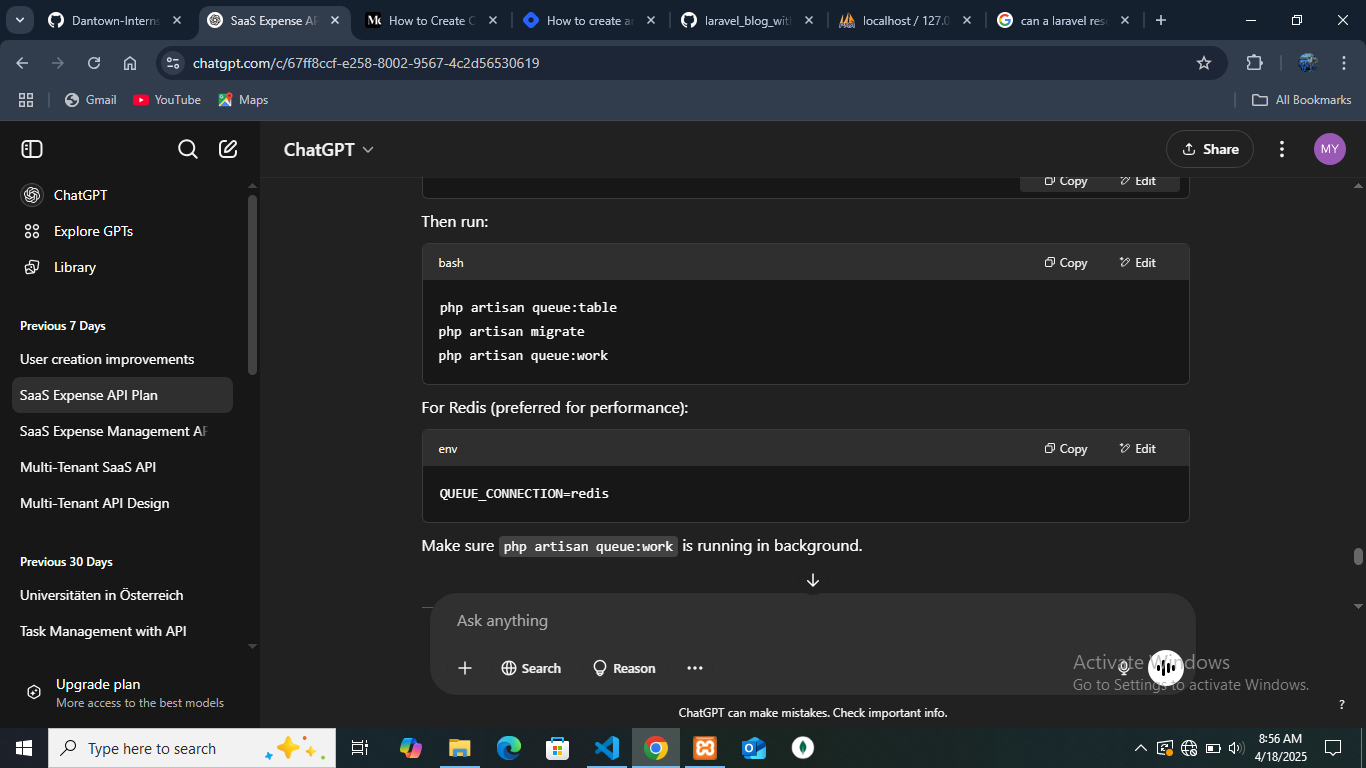 Dantown-Interns
SaaS Expense AP
How to Create C
How to create a
laravel_blog_wit
localhost / 127.0
can a laravel res
chatgpt.com/c/67ff8ccf-e258-8002-9567-4c2d56530619
Gmail
YouTube
Maps
All Bookmarks
ChatGPT
Share
MY
ChatGPT
Explore GPTs
Library
Previous 7 Days
User creation improvements
SaaS Expense API Plan
SaaS Expense Management AP
Multi-Tenant SaaS API
Multi-Tenant API Design
Previous 30 Days
Universitäten in Österreich
Task Management with API
Upgrade plan
More access to the best models
Copy Edit
Then run:
bash
Copy Edit
php artisan queue:table
php artisan migrate
php artisan queue:work
For Redis (preferred for performance):
env
Copy Edit
QUEUE_CONNECTION=redis
Make sure php artisan queue:work is running in background.
Ask anything
Search
Reason
Activate Windows
Go to Settings to activate Windows.
ChatGPT can make mistakes. Check important info.
?
Type here to search
8:56 AM
4/18/2025